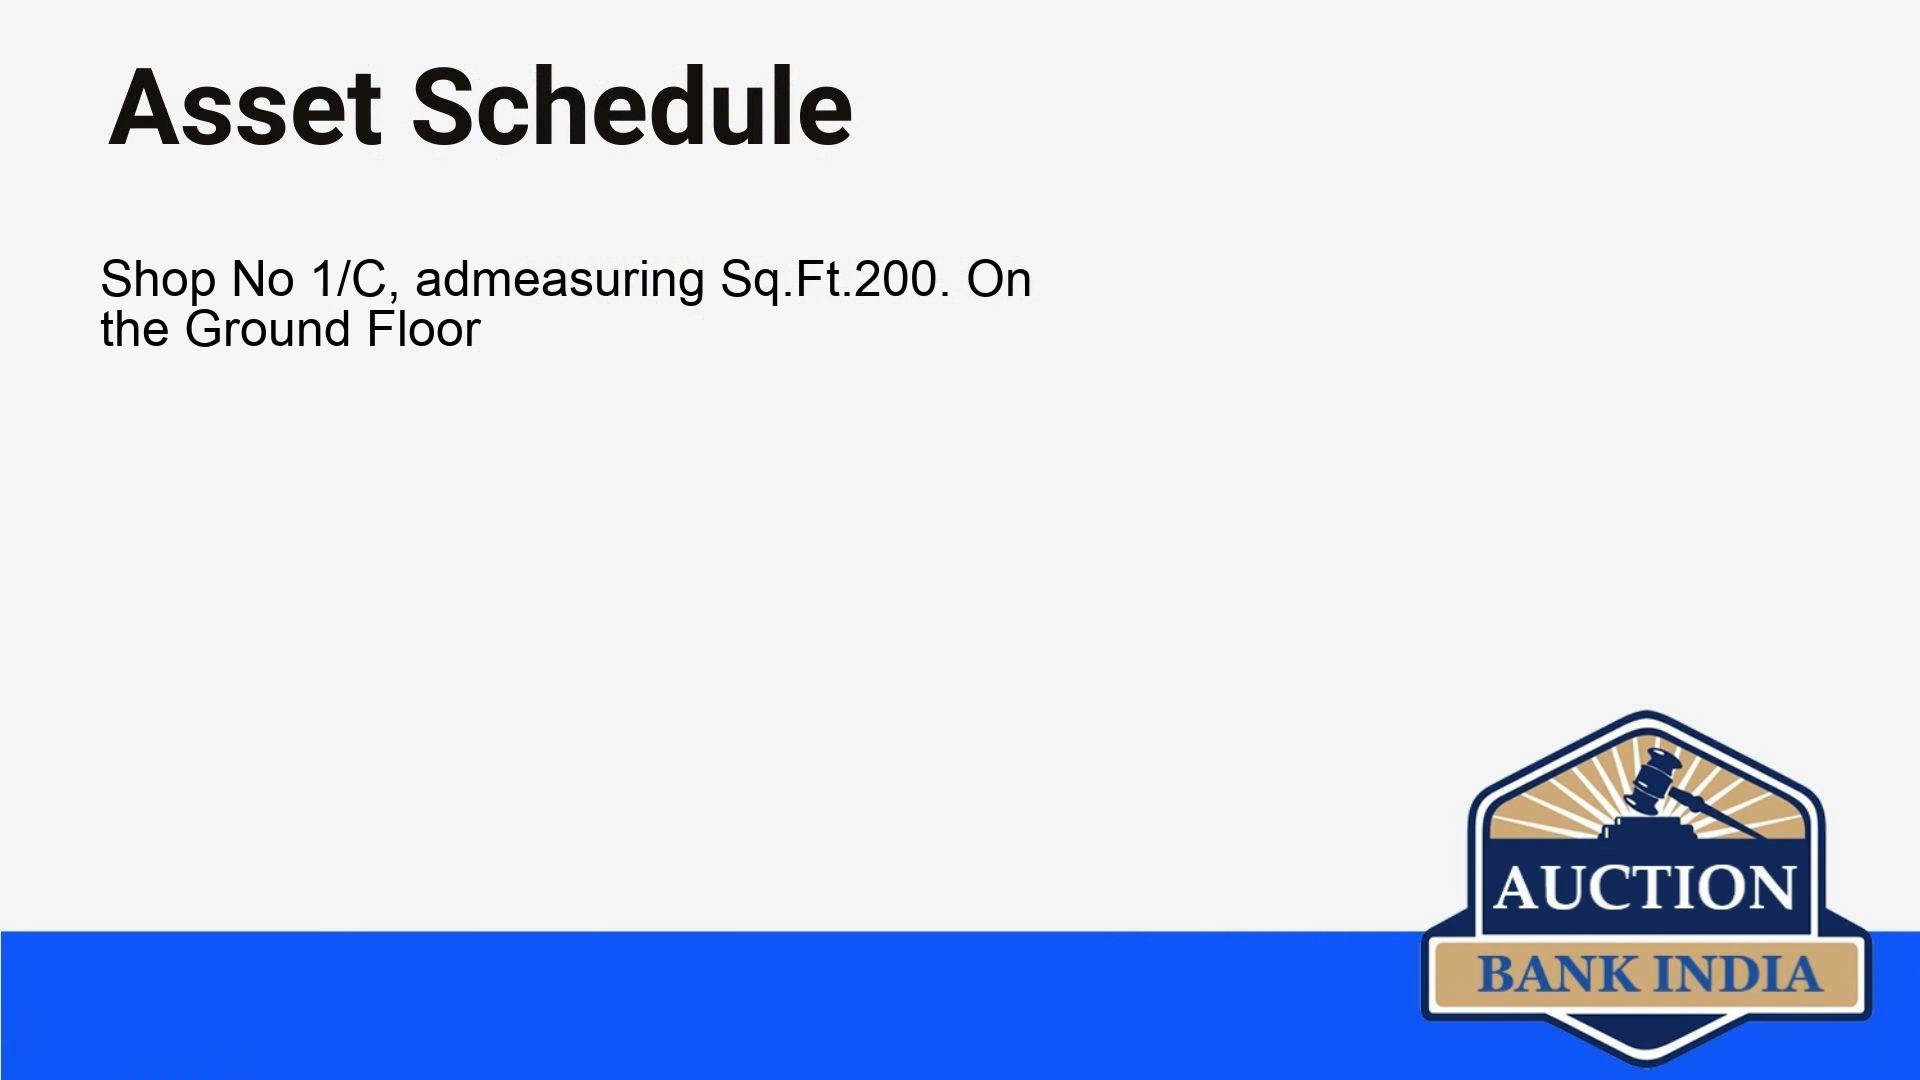 Asset Schedule
Shop No 1/C, admeasuring Sq.Ft.200. On
the Ground Floor
AUCTION
BANK INDIA